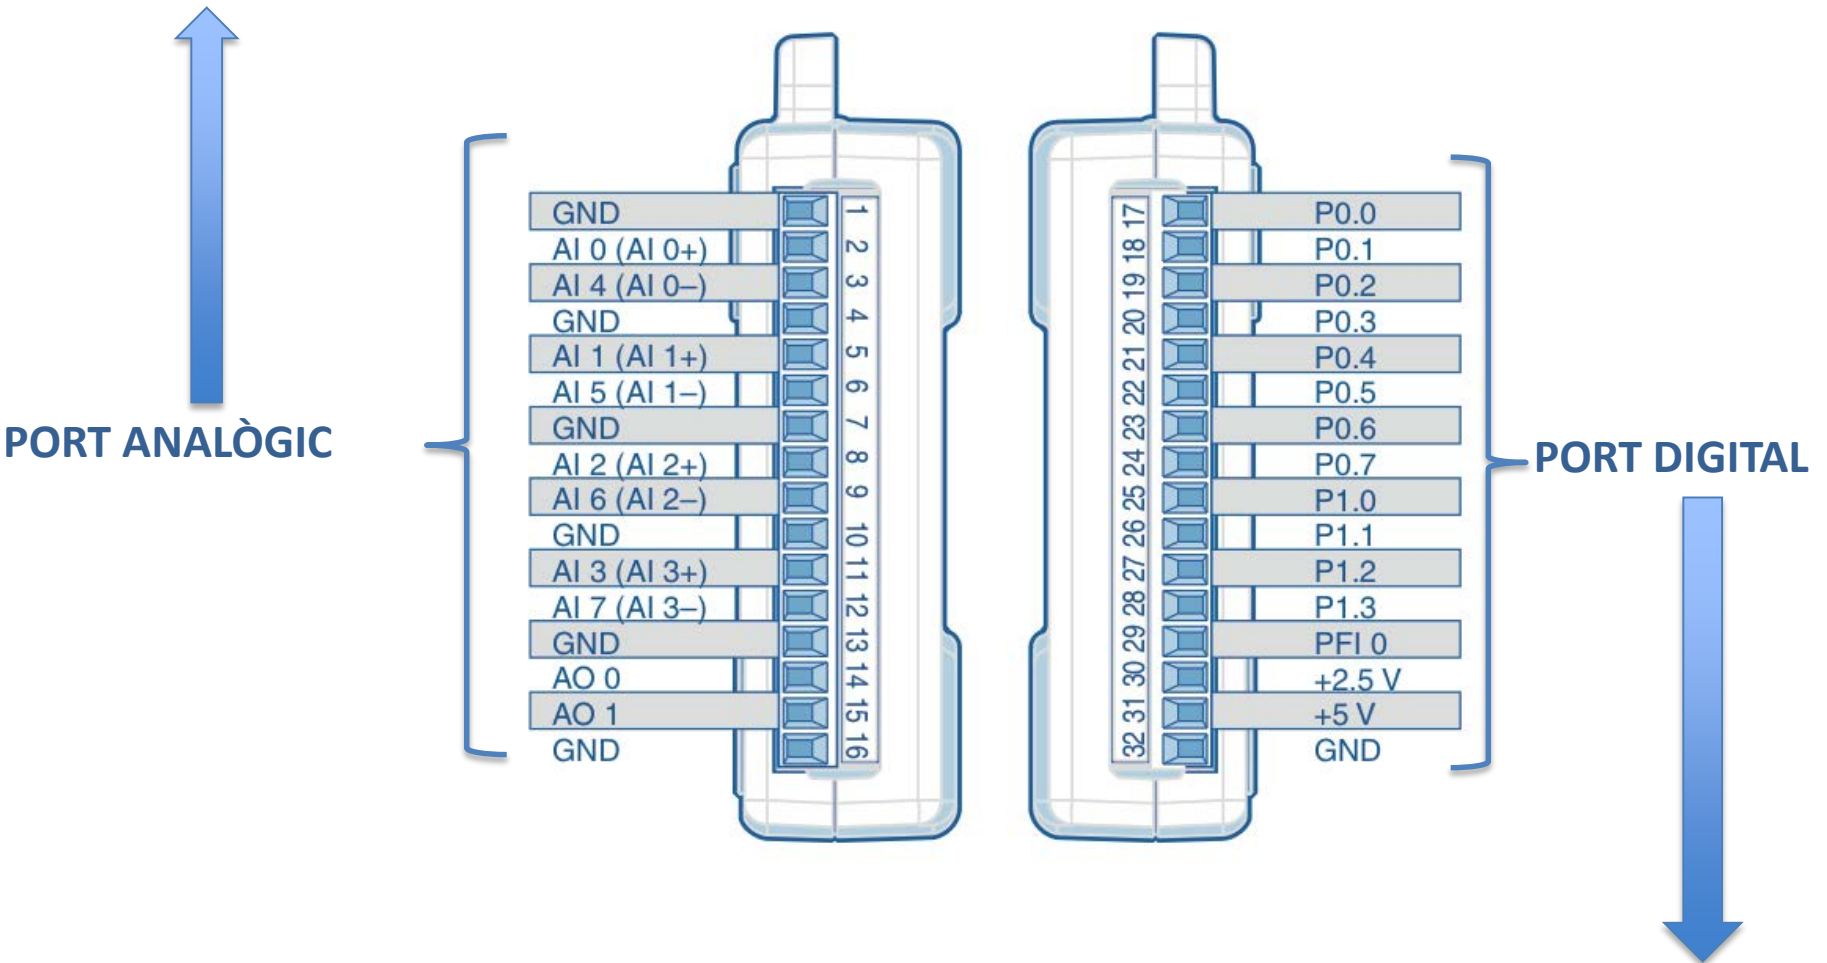 PORT ANALÒGIC
GND 1
AI 0 (AI 0+) 2
AI 4 (AI 0–) 3
GND 4
AI 1 (AI 1+) 5
AI 5 (AI 1–) 6
GND 7
AI 2 (AI 2+) 8
AI 6 (AI 2–) 9
GND 10
AI 3 (AI 3+) 11
AI 7 (AI 3–) 12
GND 13
AO 0 14
AO 1 15
GND 16
17 P0.0
18 P0.1
19 P0.2
20 P0.3
21 P0.4
22 P0.5
23 P0.6
24 P0.7
25 P1.0
26 P1.1
27 P1.2
28 P1.3
29 PFI 0
30 +2.5 V
31 +5 V
32 GND
PORT DIGITAL